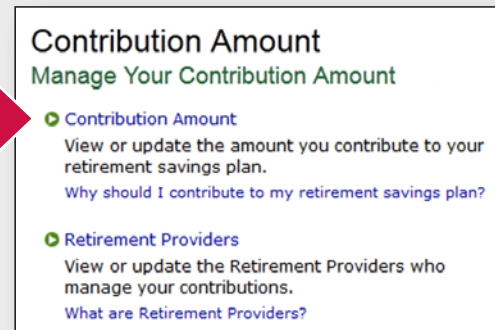 Contribution Amount
Manage Your Contribution Amount
Contribution Amount
View or update the amount you contribute to your
retirement savings plan.
Why should I contribute to my retirement savings plan?
Retirement Providers
View or update the Retirement Providers who
manage your contributions.
What are Retirement Providers?